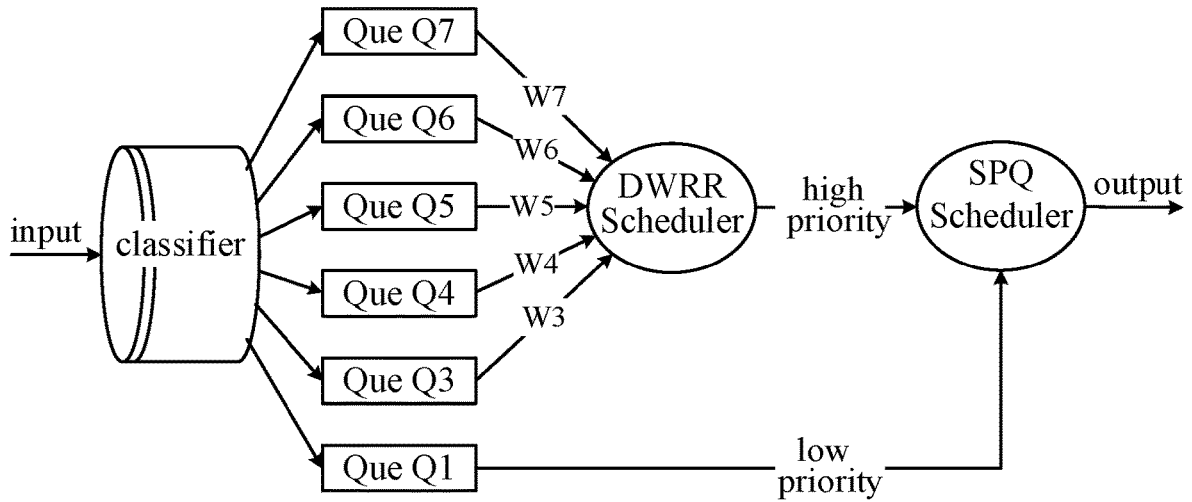 Que Q7
W7
Que Q6
W6
DWRR
Scheduler
SPQ
Scheduler
high
priority
output
input
classifier
Que Q5
W5
Que Q4
W4
W3
Que Q3
Que Q1
low
priority